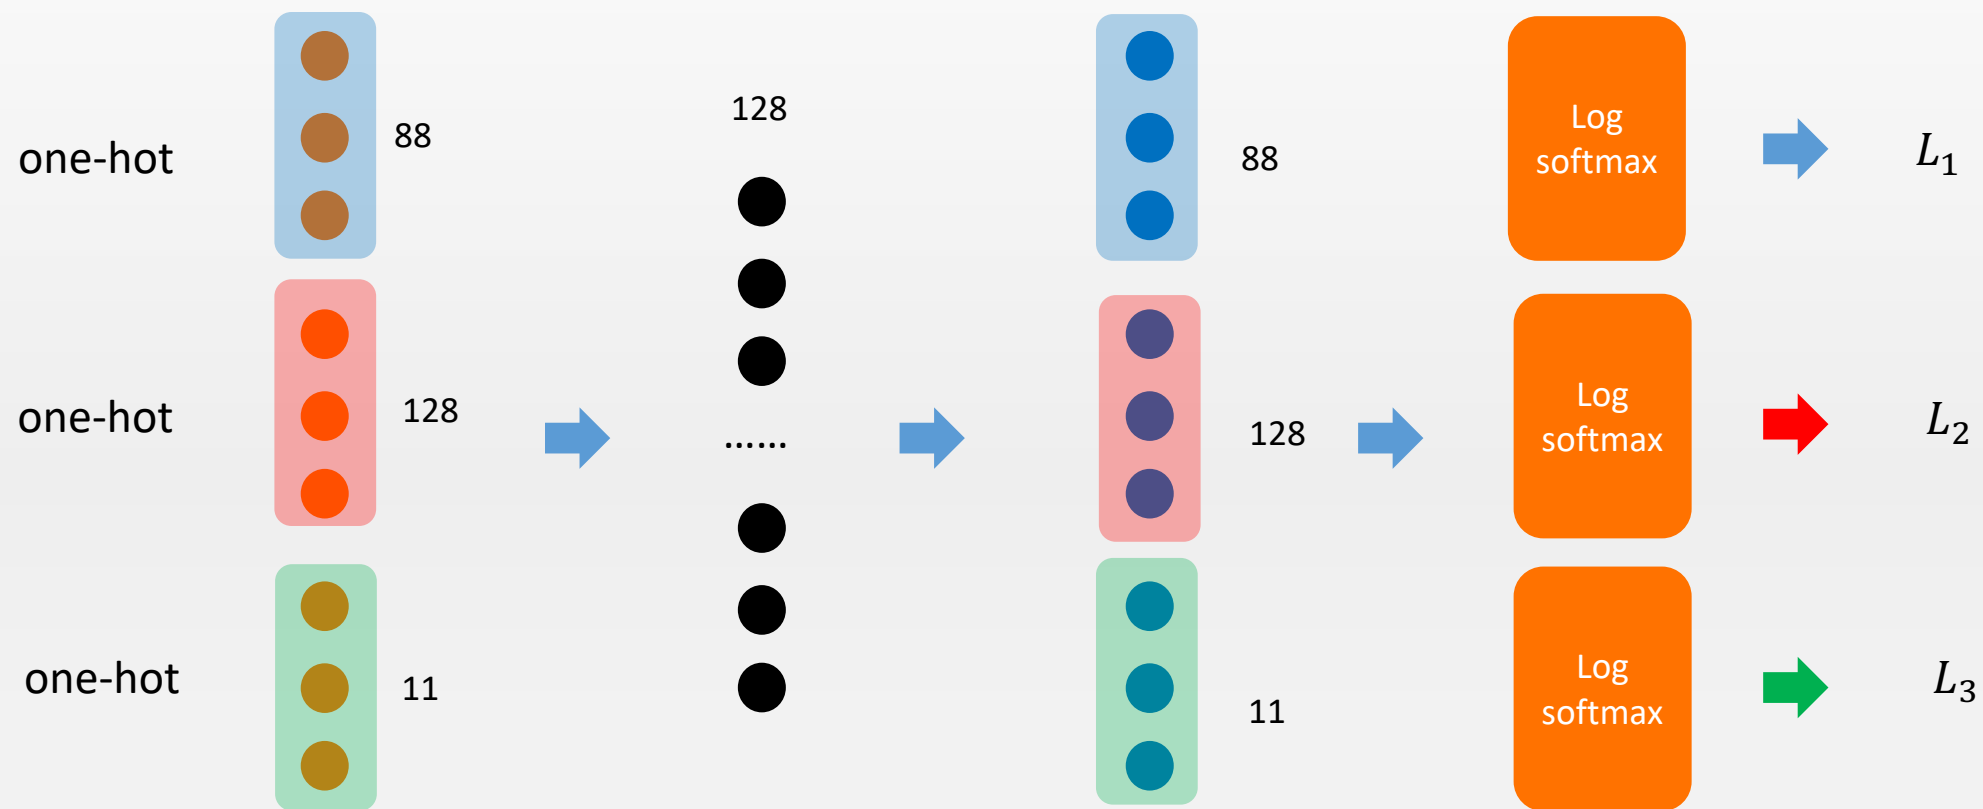 one-hot
88
128
88
Log
softmax
L₁
one-hot
128
......
128
Log
softmax
L₂
one-hot
11
11
Log
softmax
L₃